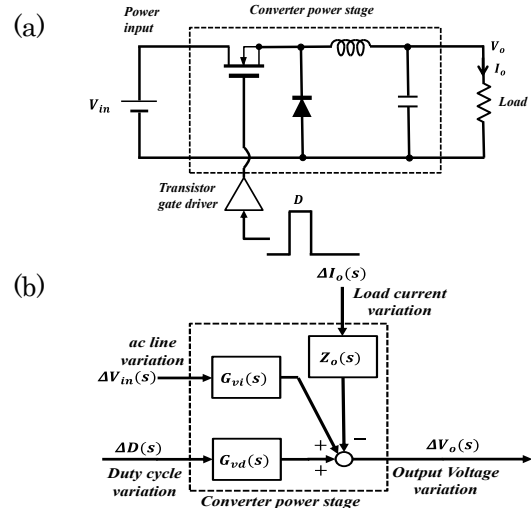 (a)
Power input
Converter power stage
V_o
I_o
Load
V_in
Transistor gate driver
D
(b)
ΔI_o(s)
Load current variation
ac line variation
ΔV_in(s)
G_vi(s)
Z_o(s)
ΔD(s)
Duty cycle variation
G_vd(s)
+
+
−
ΔV_o(s)
Output Voltage variation
Converter power stage